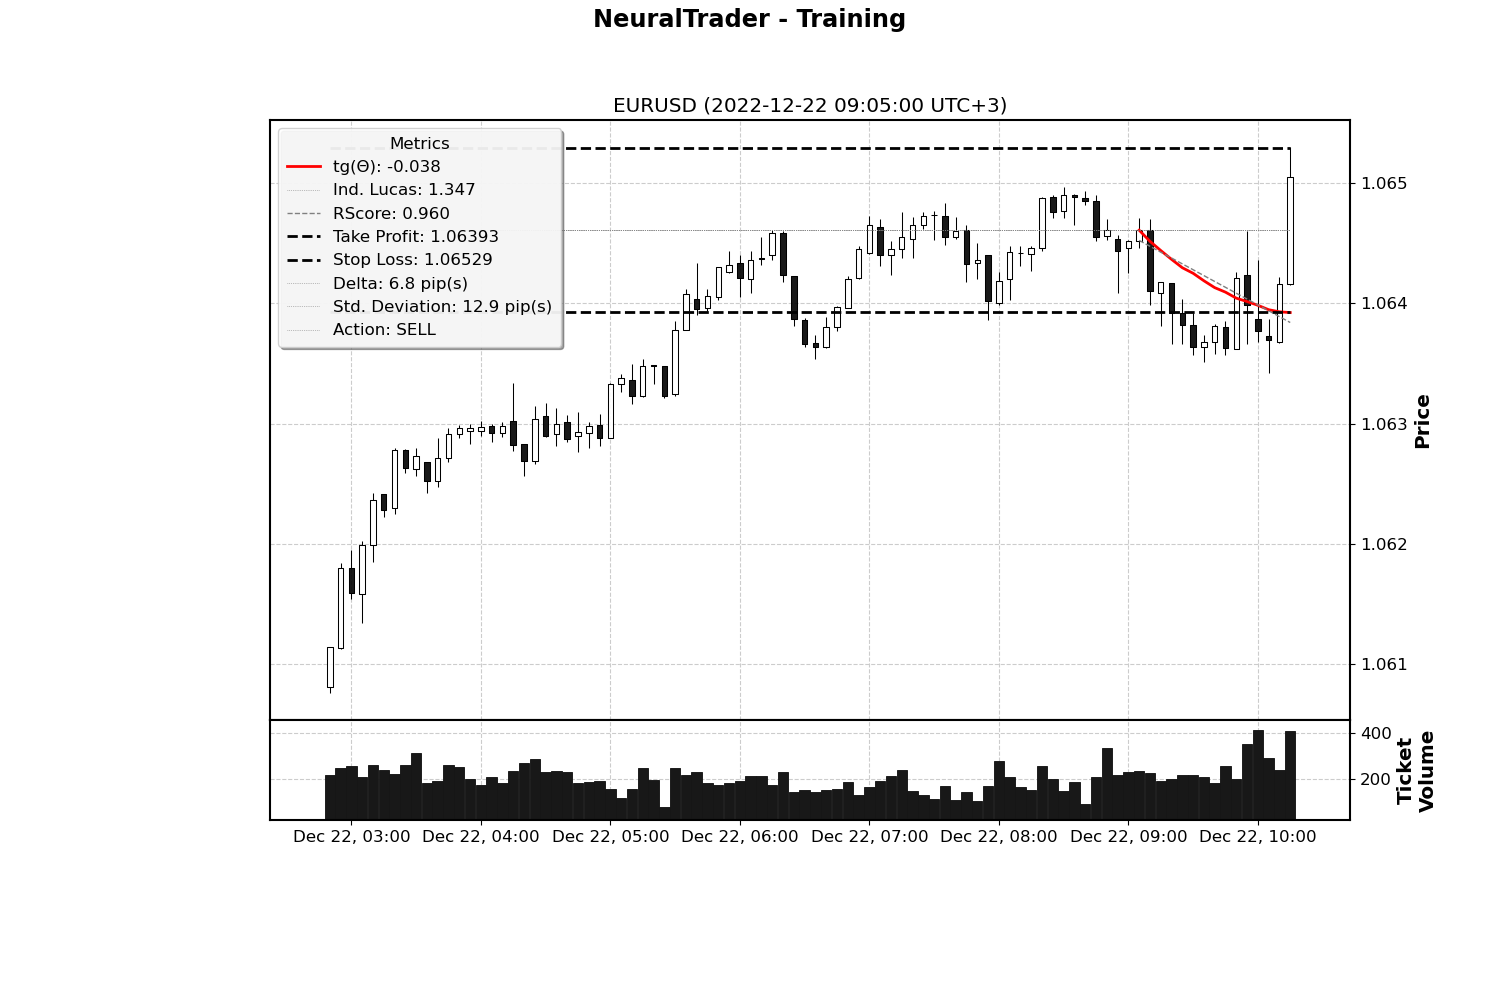 NeuralTrader - Training
EURUSD (2022-12-22 09:05:00 UTC+3)
Metrics
tg(Θ): -0.038
Ind. Lucas: 1.347
RScore: 0.960
Take Profit: 1.06393
Stop Loss: 1.06529
Delta: 6.8 pip(s)
Std. Deviation: 12.9 pip(s)
Action: SELL
1.065
1.064
1.063
1.062
1.061
Price
400
200
Ticket
Volume
Dec 22, 03:00 Dec 22, 04:00 Dec 22, 05:00 Dec 22, 06:00 Dec 22, 07:00 Dec 22, 08:00 Dec 22, 09:00 Dec 22, 10:00